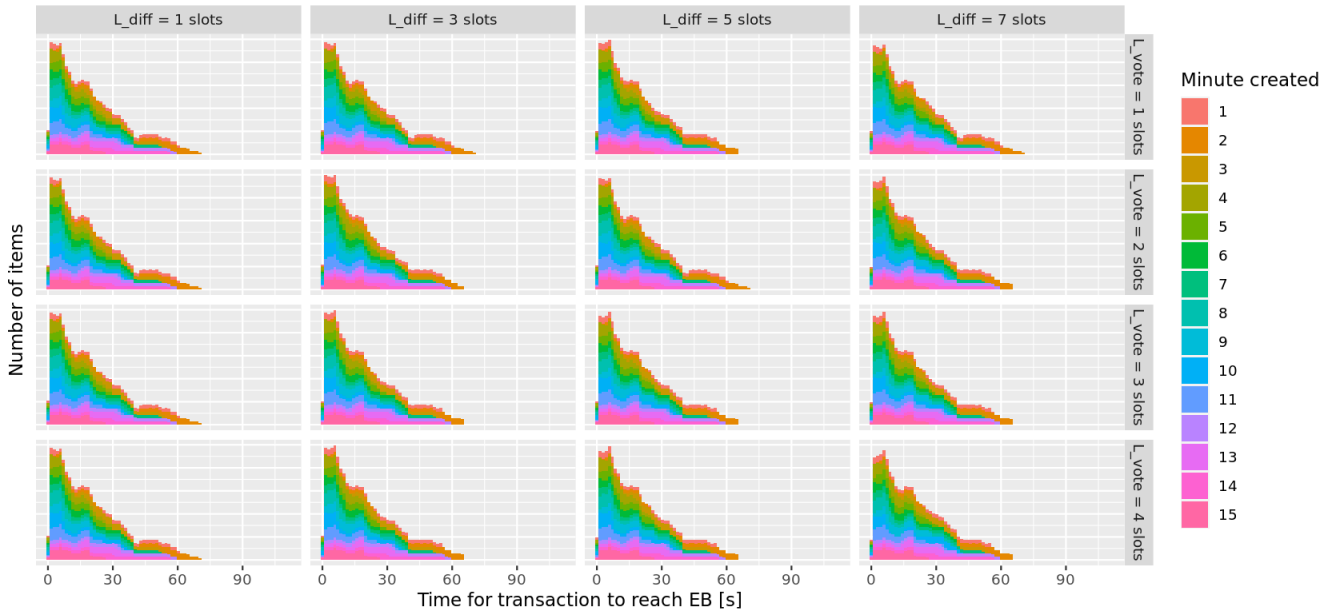 L_diff = 1 slots
L_diff = 3 slots
L_diff = 5 slots
L_diff = 7 slots
L_vote = 1 slots
L_vote = 2 slots
L_vote = 3 slots
L_vote = 4 slots
Number of items
0 30 60 90
0 30 60 90
0 30 60 90
0 30 60 90
Time for transaction to reach EB [s]
Minute created
1
2
3
4
5
6
7
8
9
10
11
12
13
14
15